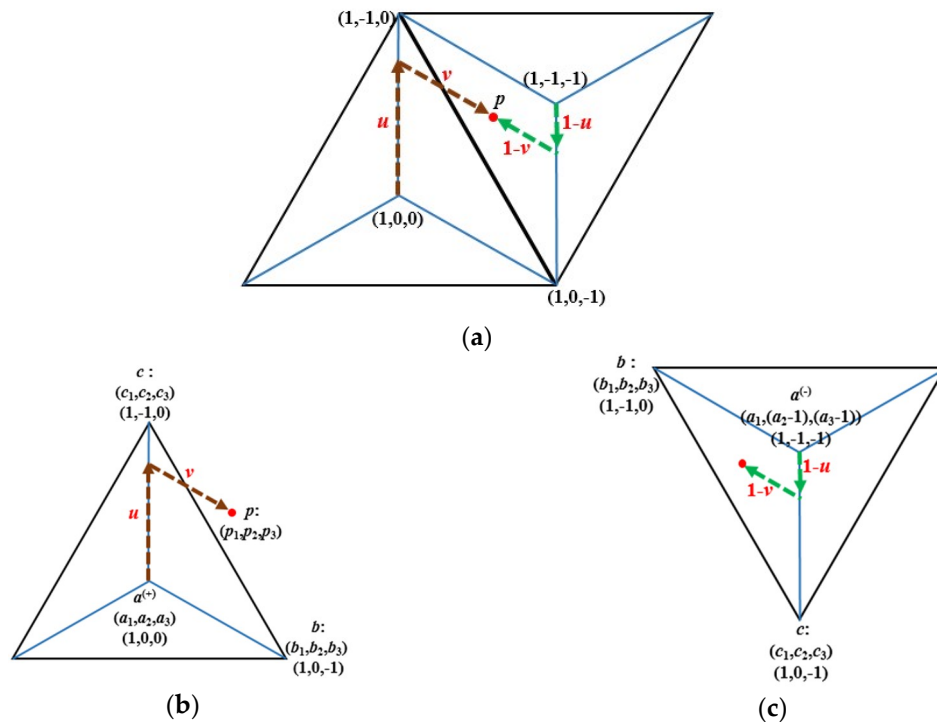 (1,-1,0)
(1,-1,-1)
v
p
u
1-u
1-v
(1,0,0)
(1,0,-1)
(a)
c :
(c1,c2,c3)
(1,-1,0)
v
u
p:
(p1,p2,p3)
a(+)
(a1,a2,a3)
(1,0,0)
b:
(b1,b2,b3)
(1,0,-1)
(b)
b :
(b1,b2,b3)
(1,-1,0)
a(-)
(a1,(a2-1),(a3-1))
(1,-1,-1)
1-u
1-v
c:
(c1,c2,c3)
(1,0,-1)
(c)